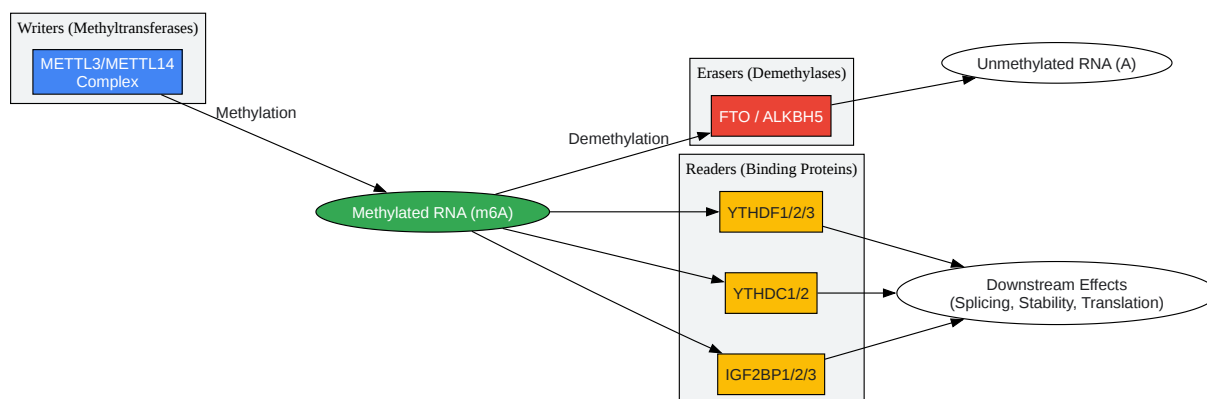 Writers (Methyltransferases)
METTL3/METTL14
Complex
Methylation
Methylated RNA (m6A)
Demethylation
Erasers (Demethylases)
FTO / ALKBH5
Unmethylated RNA (A)
Readers (Binding Proteins)
YTHDF1/2/3
YTHDC1/2
IGF2BP1/2/3
Downstream Effects
(Splicing, Stability, Translation)